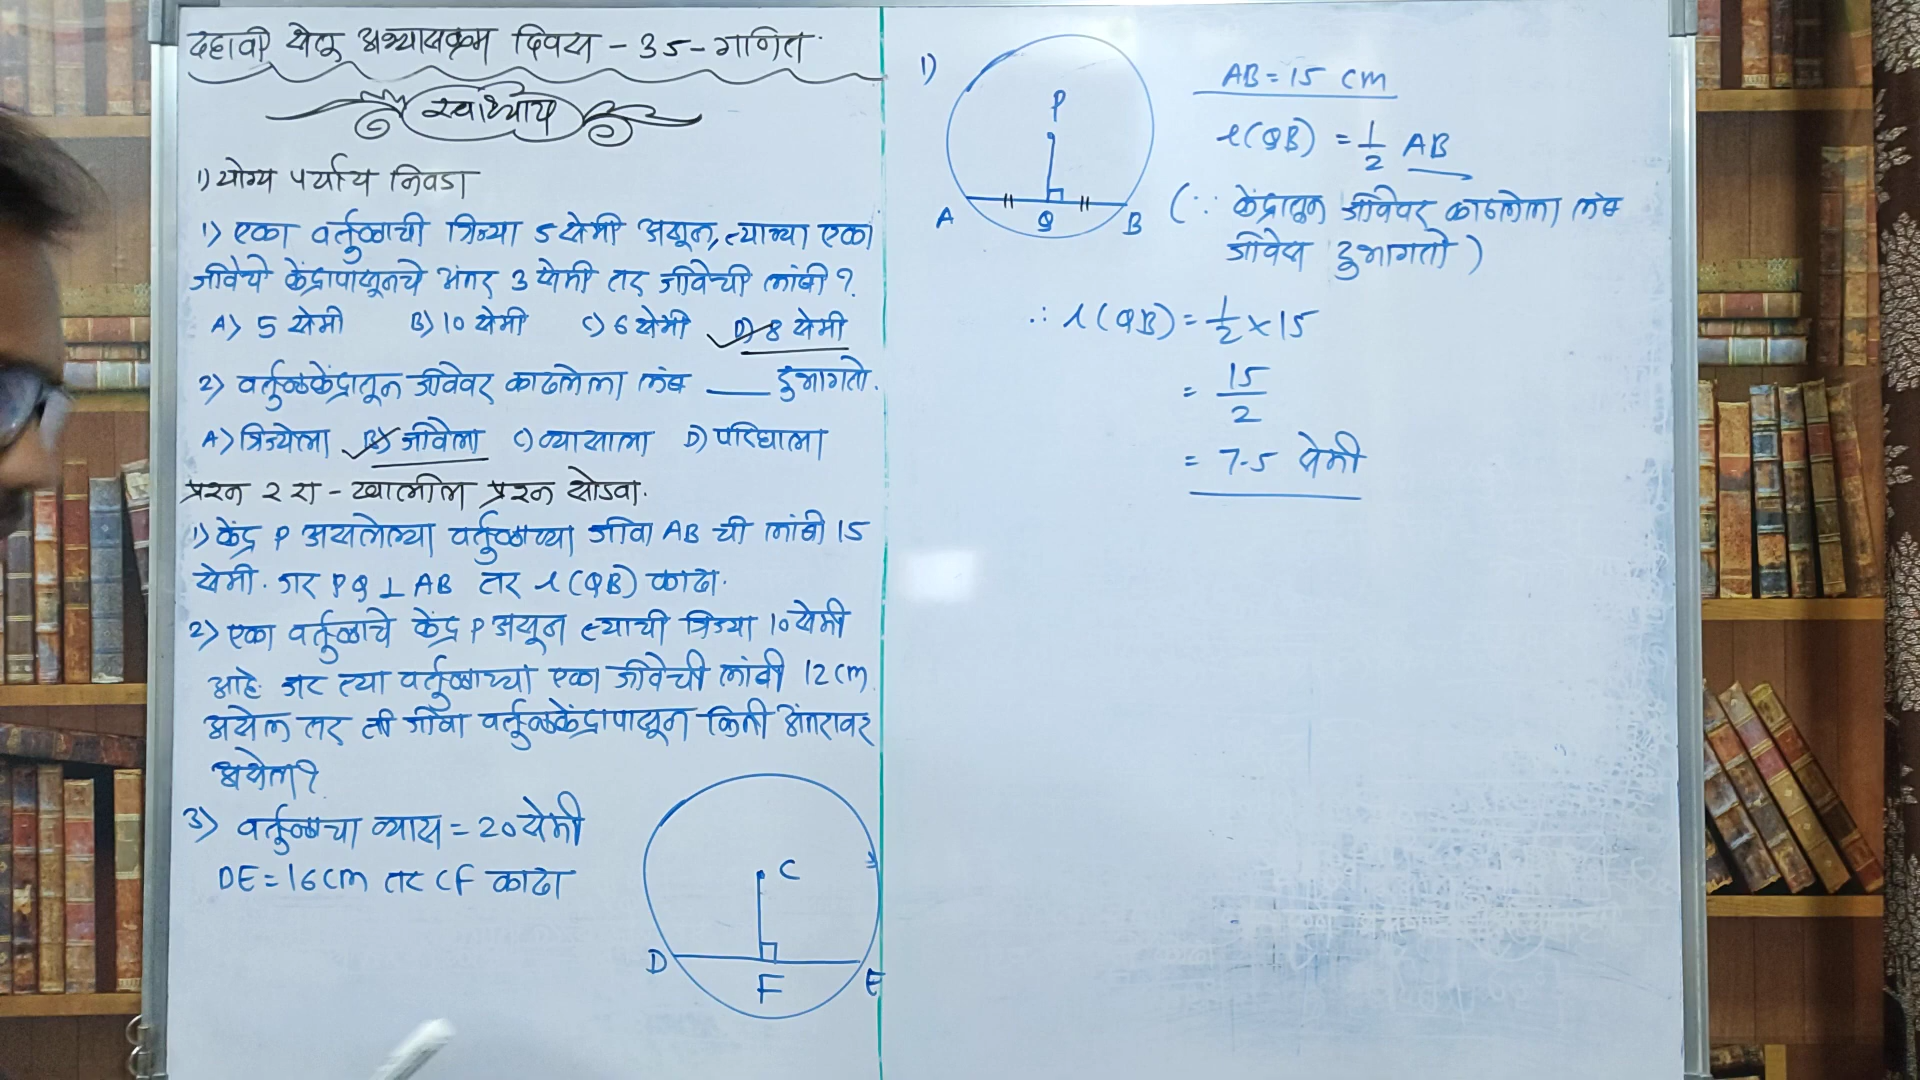 दहावी सेतू अभ्यासक्रम दिवस - 35 - गणित.
स्वाध्याय
1) योग्य पर्याय निवडा
1) एका वर्तुळाची त्रिज्या 5 सेमी असून, त्याच्या एका
जीवेचे केंद्रापासूनचे अंतर 3 सेमी तर जीवेची लांबी?
A) 5 सेमी B) 10 सेमी C) 6 सेमी D) 8 सेमी
2) वर्तुळकेंद्रातून जीवेवर काढलेला लंब ___ दुभागतो.
A) त्रिज्येला B) जीवेला C) व्यासाला D) परिघाला
प्रश्न 2 रा - खालील प्रश्न सोडवा.
1) केंद्र P असलेल्या वर्तुळाच्या जीवा AB ची लांबी 15
सेमी. जर PQ ⊥ AB तर l(QB) काढा.
2) एका वर्तुळाचे केंद्र P असून त्याची त्रिज्या 10 सेमी
आहे. जर त्या वर्तुळाच्या एका जीवेची लांबी 12 cm
असेल तर ती जीवा वर्तुळकेंद्रापासून किती अंतरावर
असेल?
3) वर्तुळाचा व्यास = 20 सेमी
DE = 16 cm तर CF काढा
C
D
F
E
1)
P
A
Q
B
AB = 15 cm
l(QB) = 1/2 AB
(∵ केंद्रातून जीवेवर काढलेला लंब
जीवेस दुभागतो)
∴ l(QB) = 1/2 × 15
= 15/2
= 7.5 सेमी